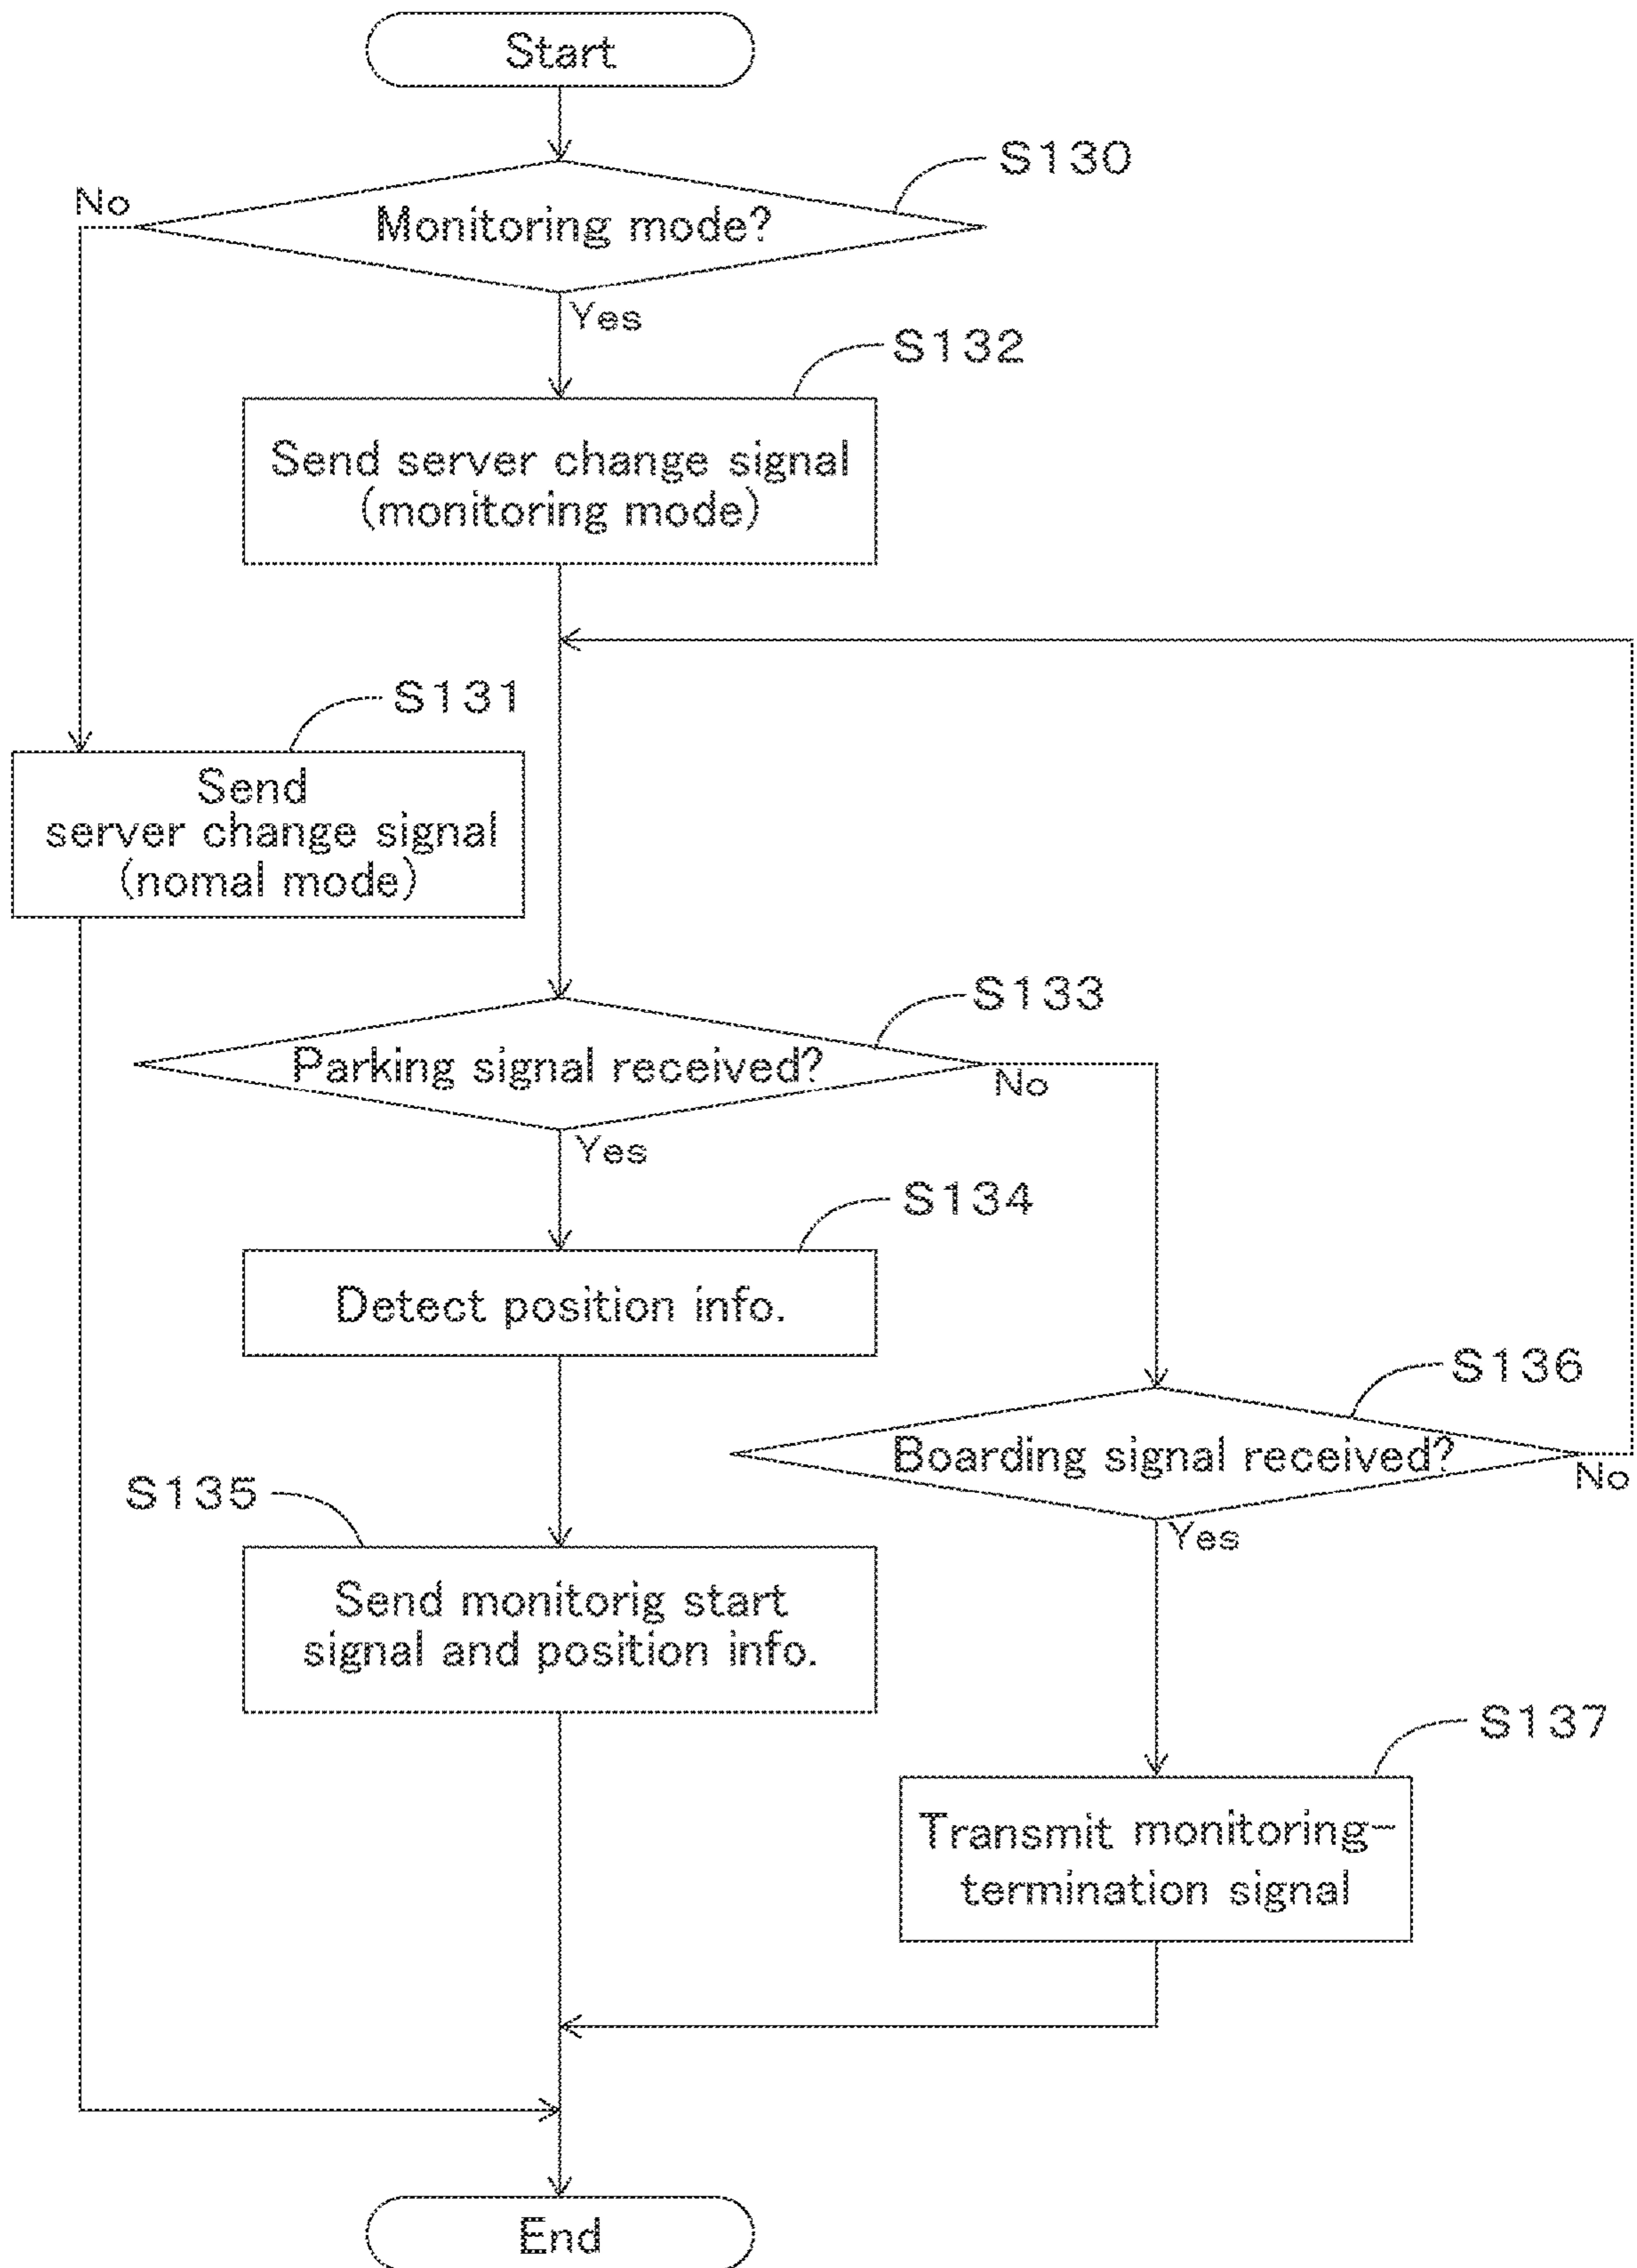 Start
S130
No
Monitoring mode?
Yes
S132
Send server change signal
(monitoring mode)
S131
Send
server change signal
(nomal mode)
S133
Parking signal received?
No
Yes
S134
Detect position info.
S136
Boarding signal received?
No
S135
Yes
Send monitorig start
signal and position info.
S137
Transmit monitoring-
termination signal
End